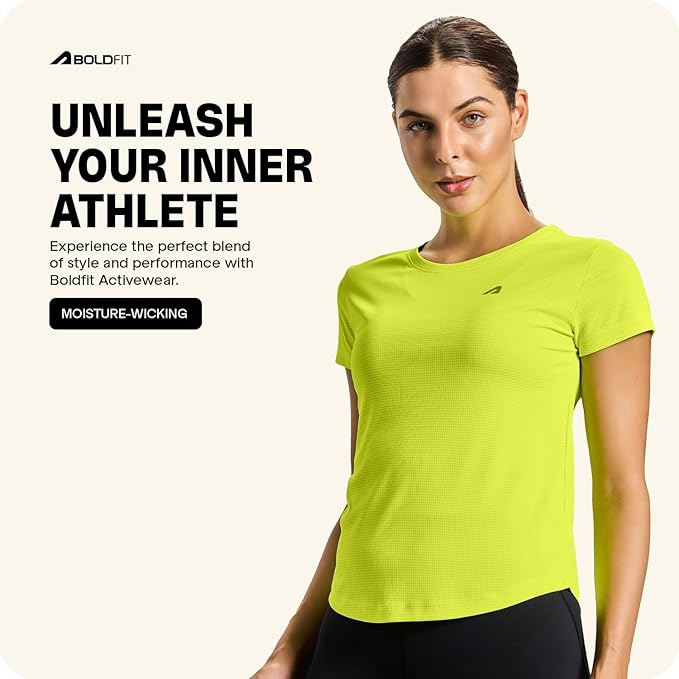 BOLDFIT
UNLEASH
YOUR INNER
ATHLETE
Experience the perfect blend
of style and performance with
Boldfit Activewear.
MOISTURE-WICKING